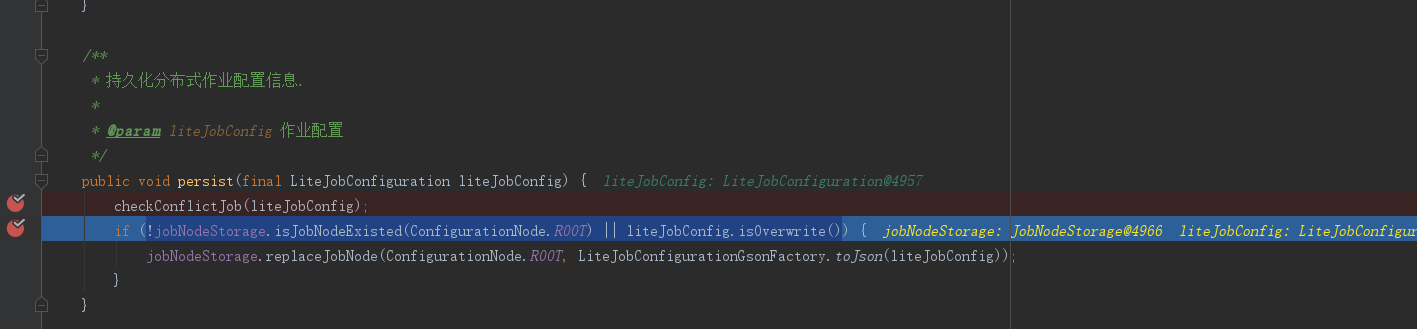 }
/**
* 持久化分布式作业配置信息.
*
* @param liteJobConfig 作业配置
*/
public void persist(final LiteJobConfiguration liteJobConfig) { liteJobConfig: LiteJobConfiguration@4957
checkConflictJob(liteJobConfig);
if (!jobNodeStorage.isJobNodeExisted(ConfigurationNode.ROOT) || liteJobConfig.isOverwrite()) { jobNodeStorage: JobNodeStorage@4966 liteJobConfig: LiteJobConfigur
jobNodeStorage.replaceJobNode(ConfigurationNode.ROOT, LiteJobConfigurationGsonFactory.toJson(liteJobConfig));
}
}